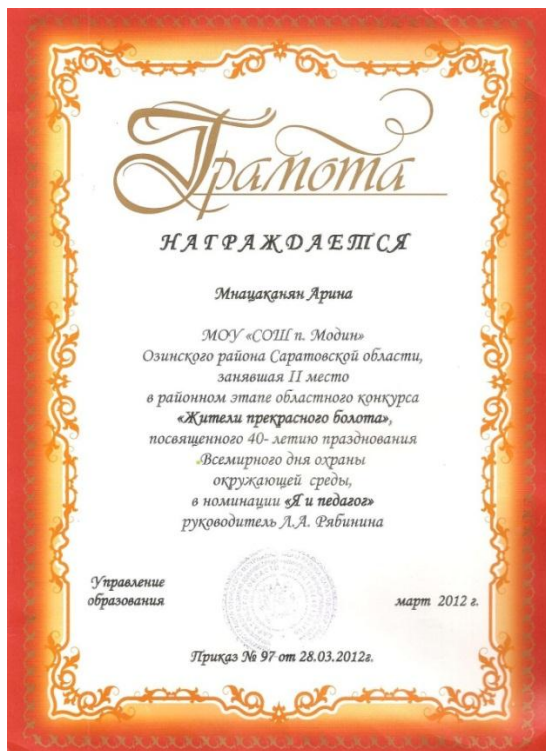 Грамота
НАГРАЖДАЕТСЯ
Мнацаканян Арина
МОУ «СОШ п. Модин»
Озинского района Саратовской области,
занявшая II место
в районном этапе областного конкурса
«Жители прекрасного болота»,
посвященного 40- летию празднования
Всемирного дня охраны
окружающей среды,
в номинации «Я и педагог»
руководитель Л.А. Рябинина
Управление
образования
март 2012 г.
Приказ № 97 от 28.03.2012г.